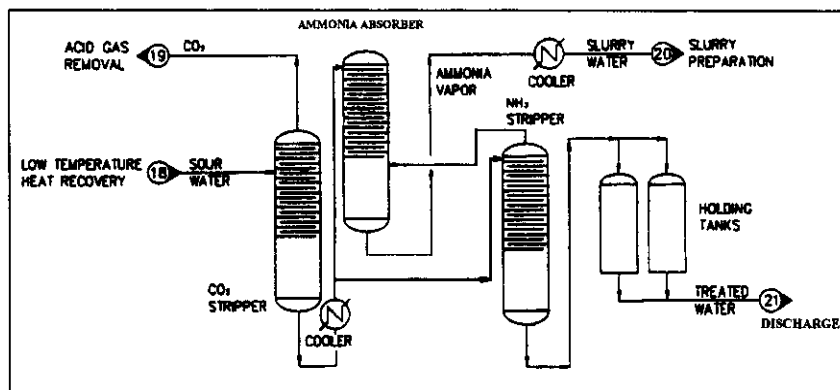 AMMONIA ABSORBER
ACID GAS
REMOVAL
19
CO₂
AMMONIA
VAPOR
COOLER
SLURRY
WATER
20
SLURRY
PREPARATION
NH₃
STRIPPER
LOW TEMPERATURE
HEAT RECOVERY
18
SOUR
WATER
HOLDING
TANKS
CO₂
STRIPPER
COOLER
TREATED
WATER
21
DISCHARGE